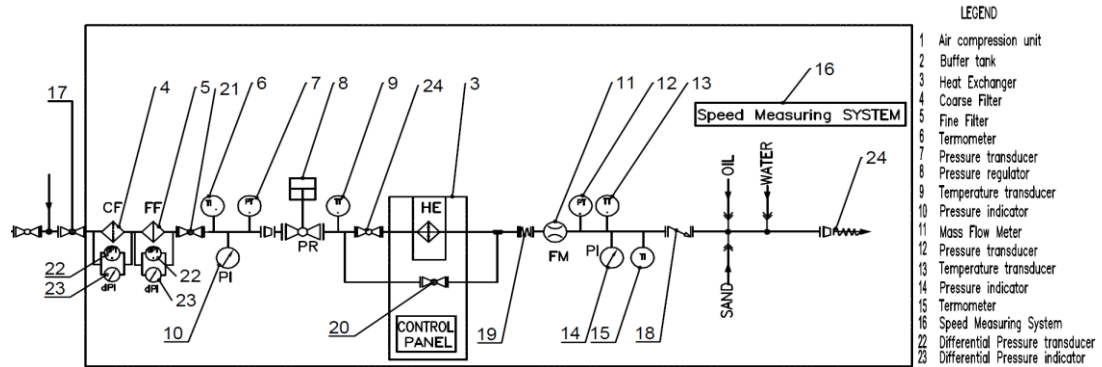 LEGEND
1 Air compression unit
2 Buffer tank
3 Heat Exchanger
4 Coarse Filter
5 Fine Filter
6 Termometer
7 Pressure transducer
8 Pressure regulator
9 Temperature transducer
10 Pressure indicator
11 Mass Flow Meter
12 Pressure transducer
13 Temperature transducer
14 Pressure indicator
15 Termometer
16 Speed Measuring System
22 Differential Pressure transducer
23 Differential Pressure indicator
17
4
5
21
6
7
8
9
24
3
11
12
13
16
Speed Measuring SYSTEM
OIL
WATER
24
CF
FF
TI
PT
TT
HE
PT
TT
PR
FM
PI
TI
PI
22
22
23
dPI
dPI
23
10
20
CONTROL
PANEL
19
14
15
18
SAND